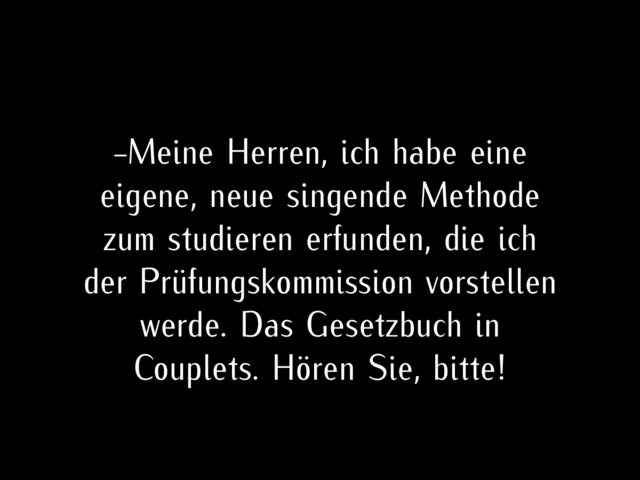 –Meine Herren, ich habe eine
eigene, neue singende Methode
zum studieren erfunden, die ich
der Prüfungskommission vorstellen
werde. Das Gesetzbuch in
Couplets. Hören Sie, bitte!